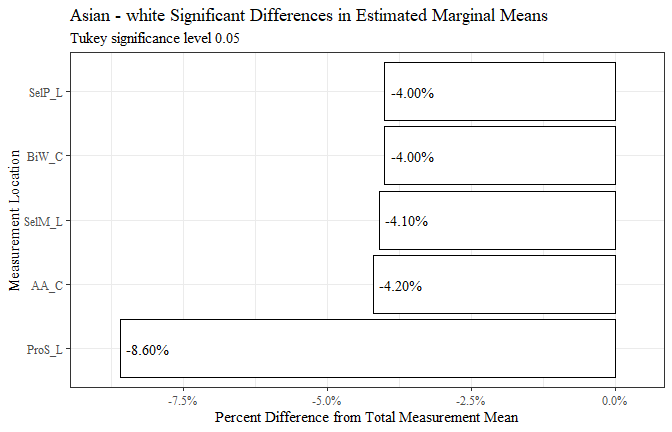 Asian - white Significant Differences in Estimated Marginal Means
Tukey significance level 0.05
Measurement Location
SelP_L
-4.00%
BiW_C
-4.00%
SelM_L
-4.10%
AA_C
-4.20%
ProS_L
-8.60%
-7.5%
-5.0%
-2.5%
0.0%
Percent Difference from Total Measurement Mean